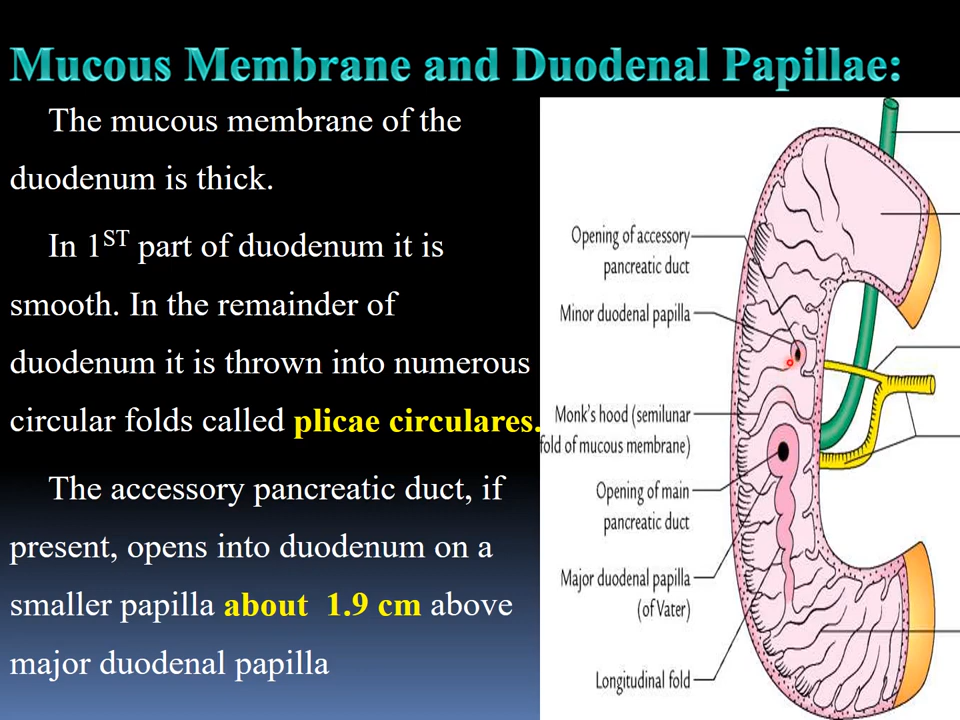 Mucous Membrane and Duodenal Papillae:
The mucous membrane of the
duodenum is thick.
In 1ST part of duodenum it is
smooth. In the remainder of
duodenum it is thrown into numerous
circular folds called plicae circulares.
The accessory pancreatic duct, if
present, opens into duodenum on a
smaller papilla about 1.9 cm above
major duodenal papilla
Opening of accessory
pancreatic duct
Minor duodenal papilla
Monk's hood (semilunar
fold of mucous membrane)
Opening of main
pancreatic duct
Major duodenal papilla
(of Vater)
Longitudinal fold